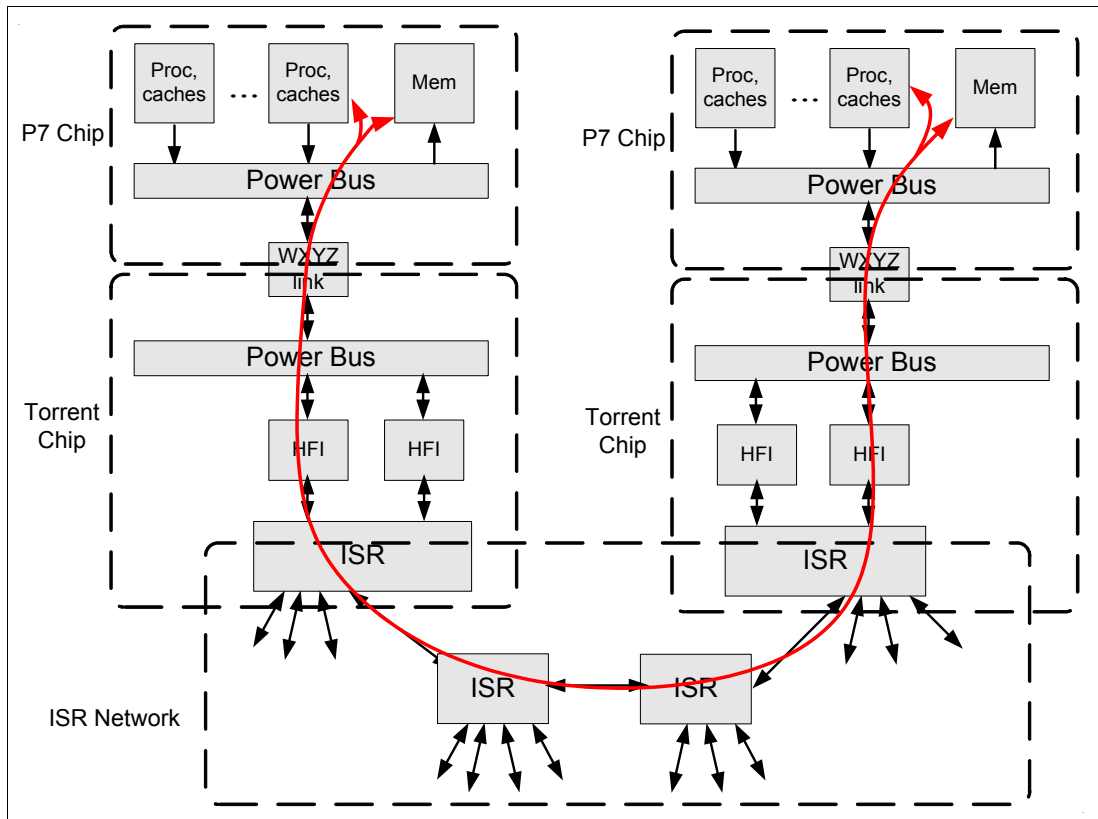 Proc,
caches
...
Proc,
caches
Mem
P7 Chip
Power Bus
WXYZ
link
Power Bus
Torrent
Chip
HFI
HFI
ISR
Proc,
caches
...
Proc,
caches
Mem
P7 Chip
Power Bus
WXYZ
link
Power Bus
Torrent
Chip
HFI
HFI
ISR
ISR
ISR
ISR Network